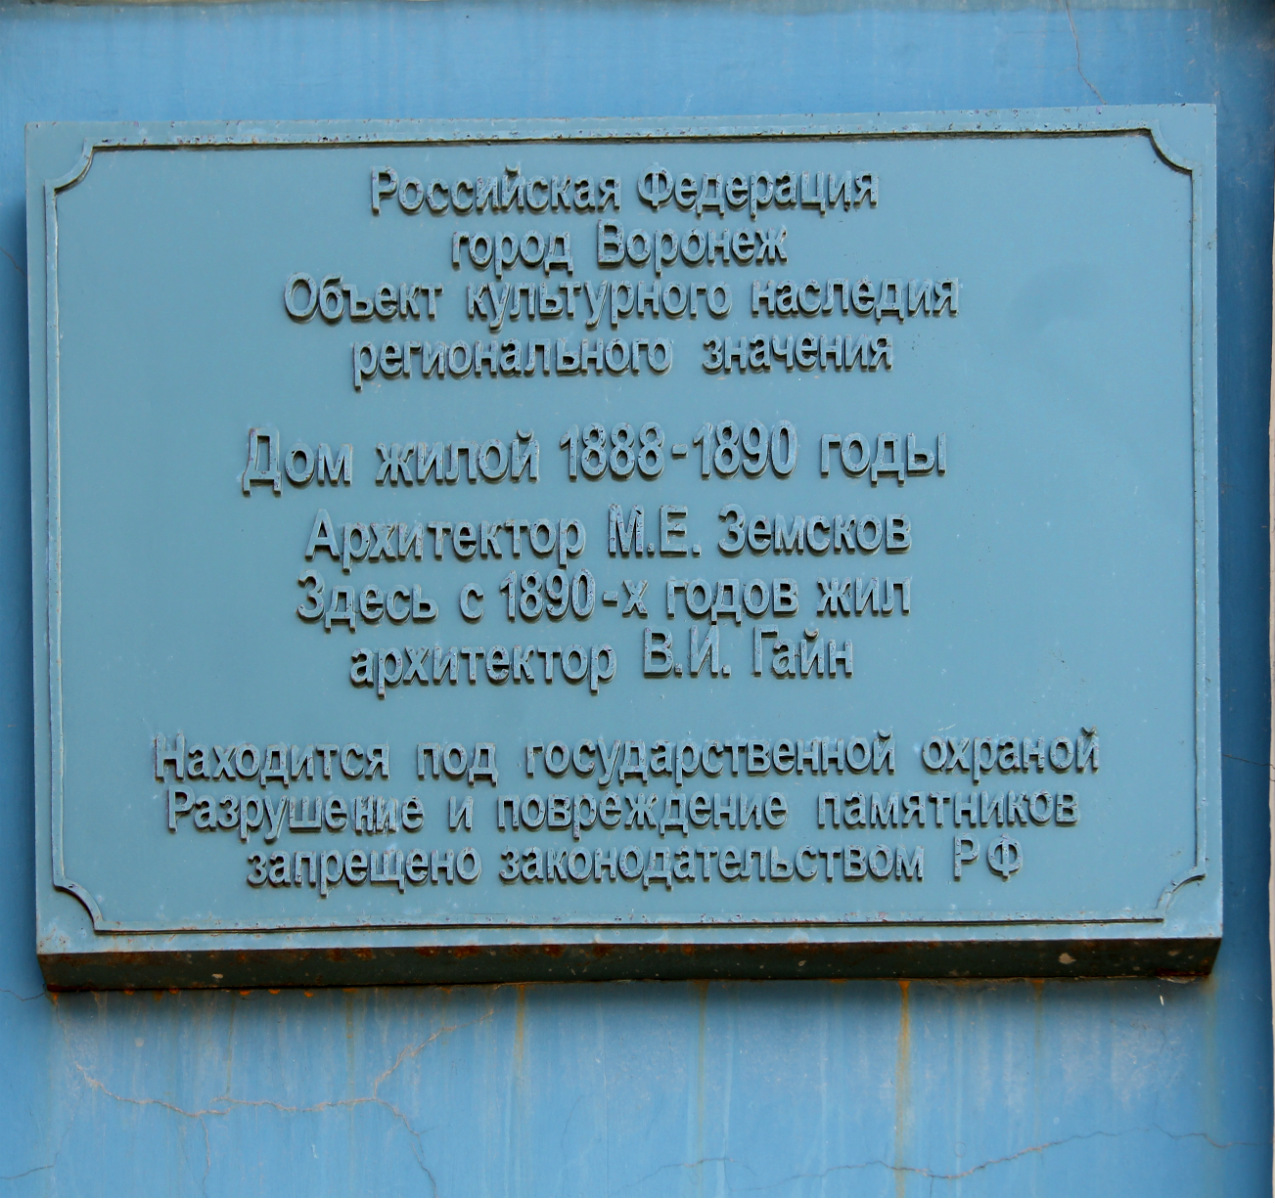 Российская Федерация
город Воронеж
Объект культурного наследия
регионального значения
Дом жилой 1888-1890 годы
Архитектор М.Е. Земсков
Здесь с 1890-х годов жил
архитектор В.И. Гайн
Находится под государственной охраной
Разрушение и повреждение памятников
запрещено законодательством РФ